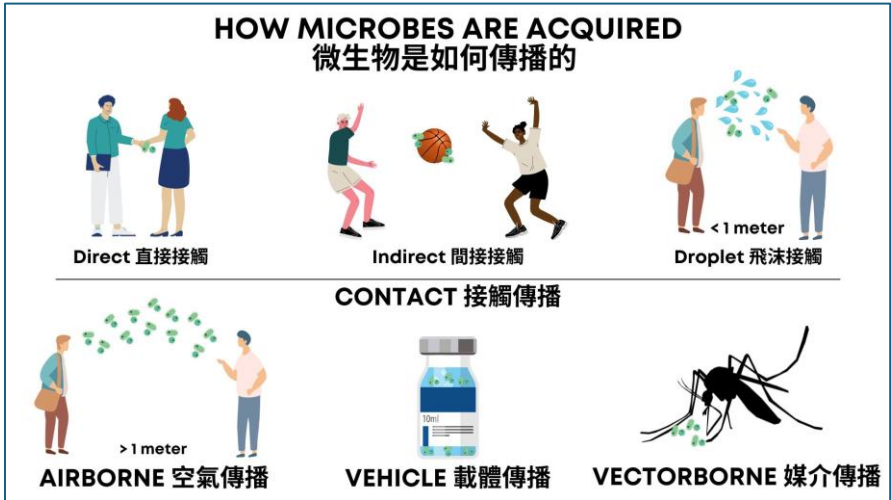 HOW MICROBES ARE ACQUIRED
微生物是如何傳播的
< 1 meter
Direct 直接接觸
Indirect 間接接觸
Droplet 飛沫接觸
CONTACT 接觸傳播
10ml
> 1 meter
AIRBORNE 空氣傳播
VEHICLE 載體傳播
VECTORBORNE 媒介傳播